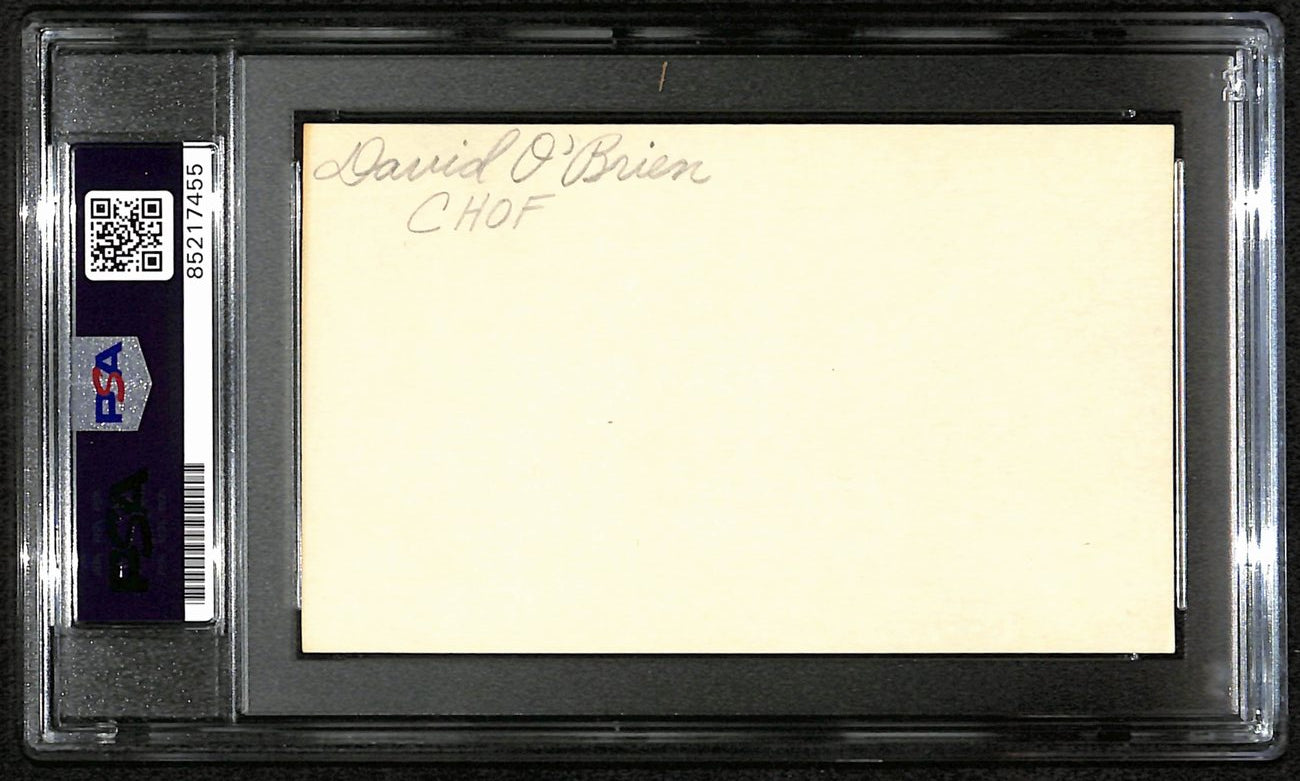 David O'Brien
CHOF
85217455
PSA
PSA